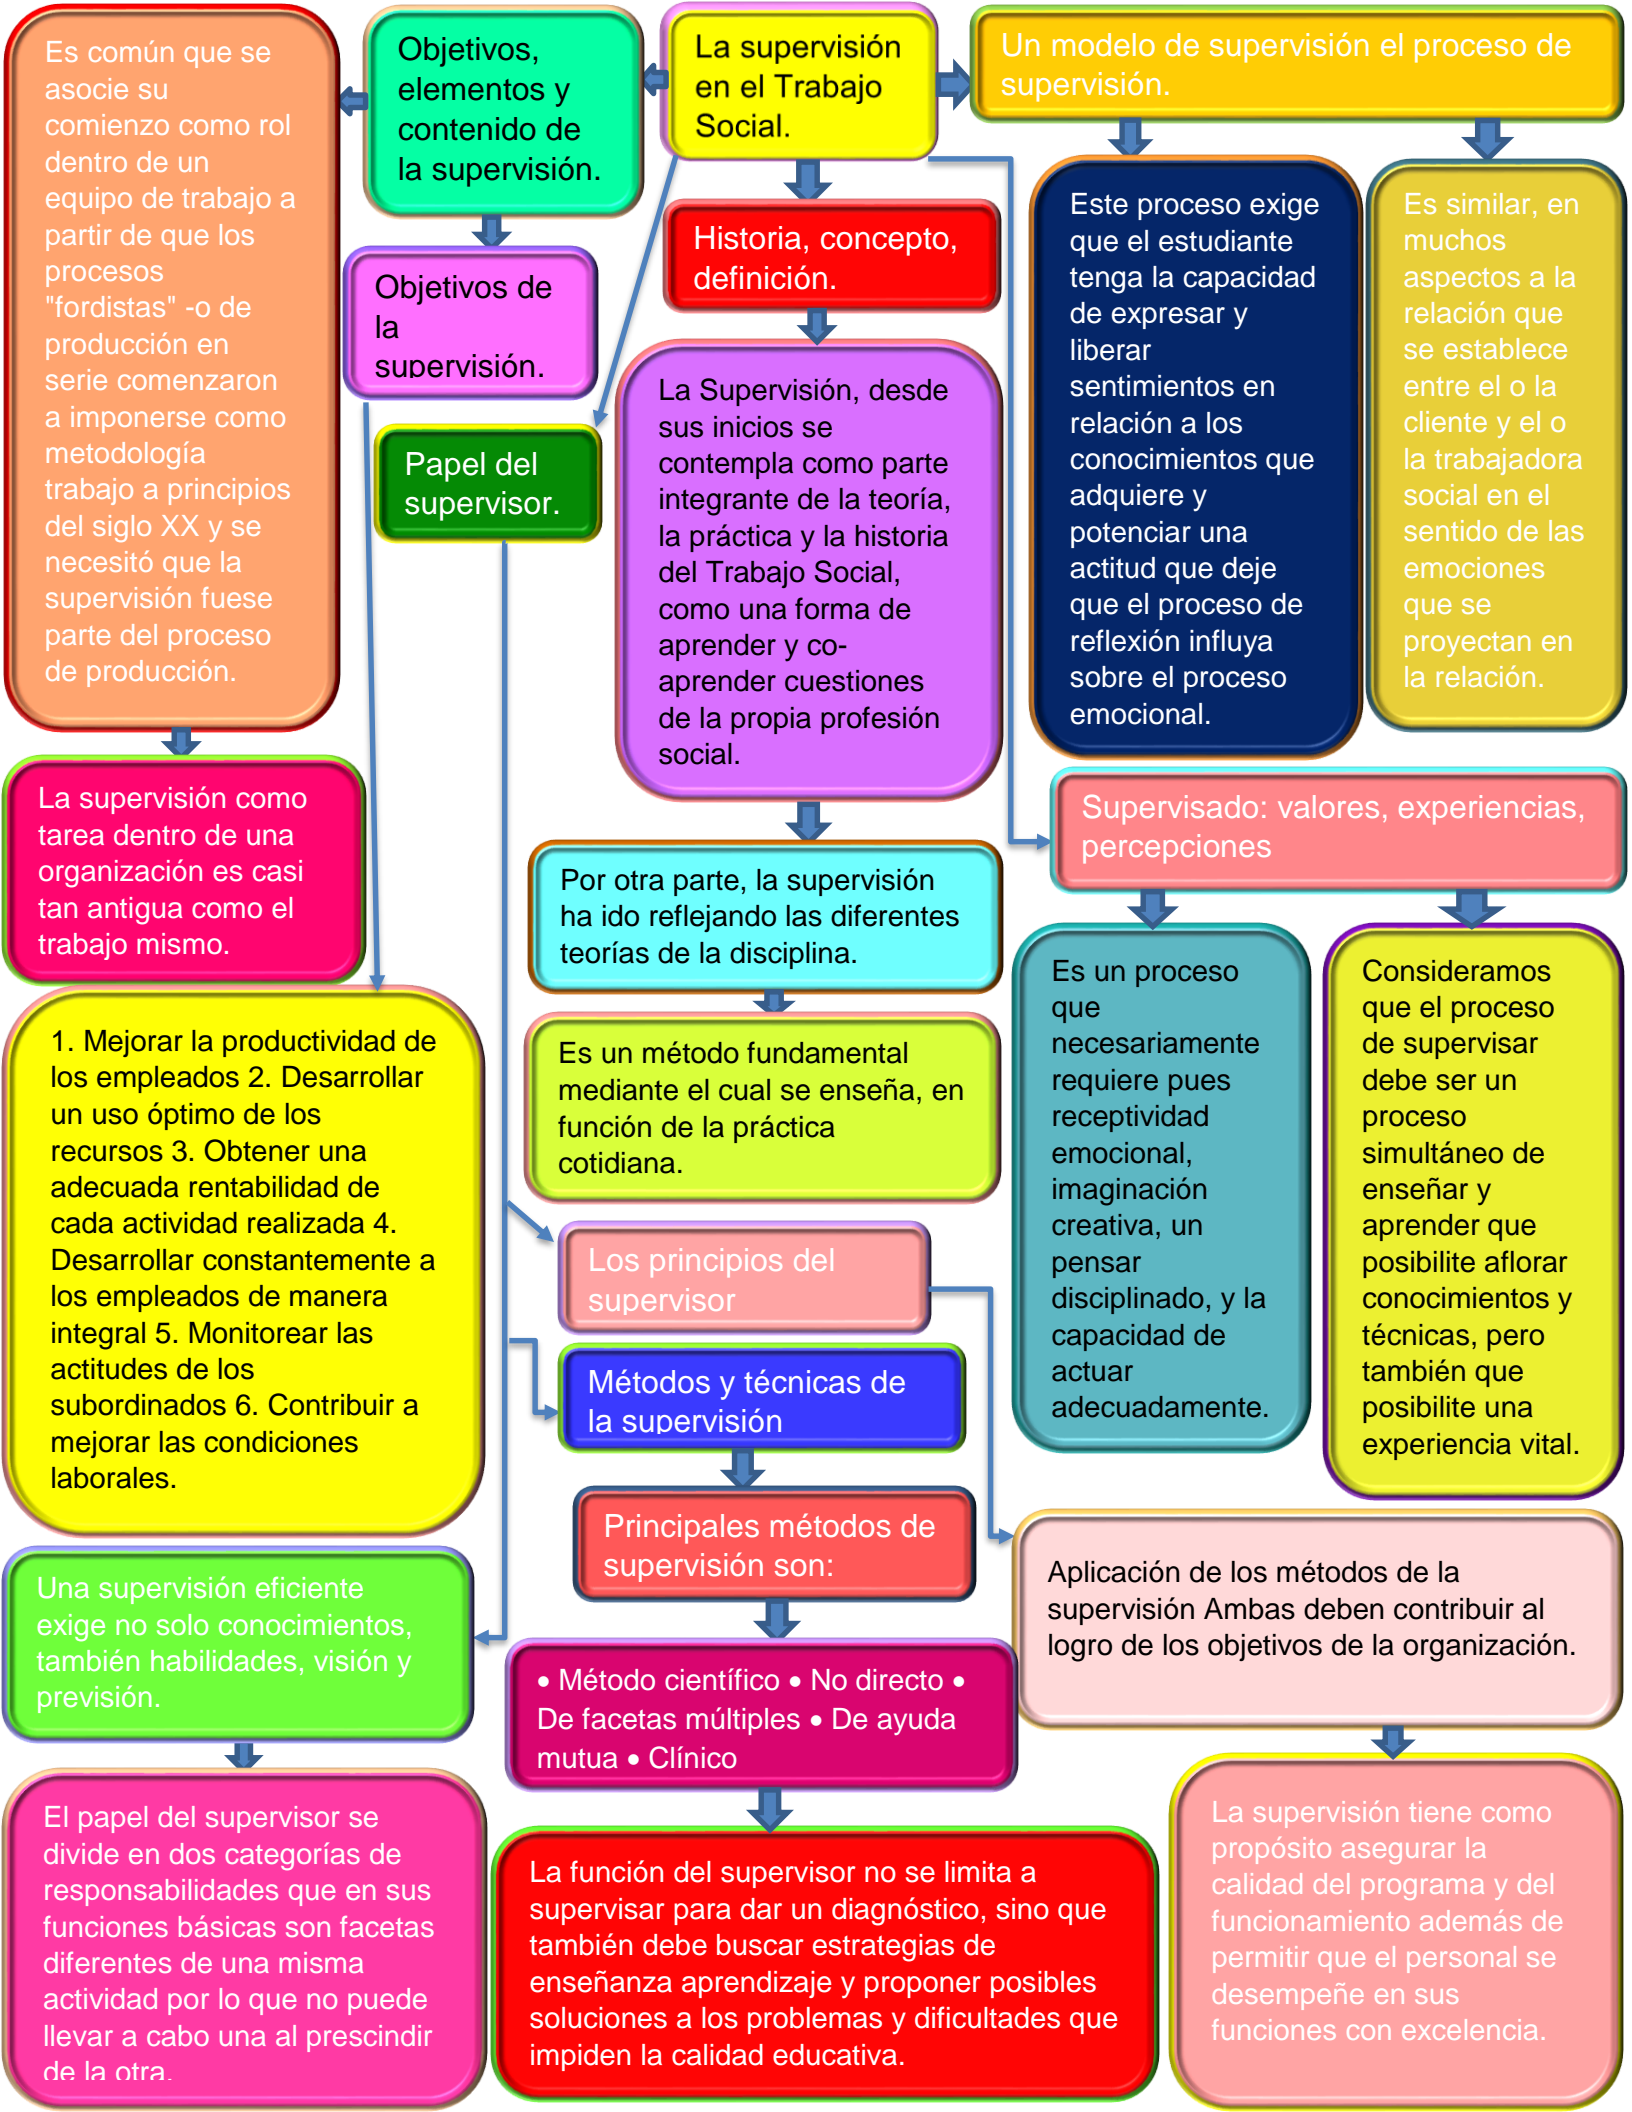 La supervisión
en el Trabajo
Social.
Objetivos,
elementos y
contenido de
la supervisión.
Es común que se
asocie su
comienzo como rol
dentro de un
equipo de trabajo a
partir de que los
procesos
"fordistas" -o de
producción en
serie comenzaron
a imponerse como
metodología
trabajo a principios
del siglo XX y se
necesitó que la
supervisión fuese
parte del proceso
de producción.
La supervisión como
tarea dentro de una
organización es casi
tan antigua como el
trabajo mismo.
Objetivos de
la
supervisión.
1. Mejorar la productividad de
los empleados 2. Desarrollar
un uso óptimo de los
recursos 3. Obtener una
adecuada rentabilidad de
cada actividad realizada 4.
Desarrollar constantemente a
los empleados de manera
integral 5. Monitorear las
actitudes de los
subordinados 6. Contribuir a
mejorar las condiciones
laborales.
Papel del
supervisor.
Una supervisión eficiente
exige no solo conocimientos,
también habilidades, visión y
previsión.
El papel del supervisor se
divide en dos categorías de
responsabilidades que en sus
funciones básicas son facetas
diferentes de una misma
actividad por lo que no puede
llevar a cabo una al prescindir
de la otra.
Historia, concepto,
definición.
La Supervisión, desde
sus inicios se
contempla como parte
integrante de la teoría,
la práctica y la historia
del Trabajo Social,
como una forma de
aprender y co-
aprender cuestiones
de la propia profesión
social.
Por otra parte, la supervisión
ha ido reflejando las diferentes
teorías de la disciplina.
Es un método fundamental
mediante el cual se enseña, en
función de la práctica
cotidiana.
Los principios del
supervisor
Métodos y técnicas de
la supervisión
Principales métodos de
supervisión son:
• Método científico • No directo •
De facetas múltiples • De ayuda
mutua • Clínico
La función del supervisor no se limita a
supervisar para dar un diagnóstico, sino que
también debe buscar estrategias de
enseñanza aprendizaje y proponer posibles
soluciones a los problemas y dificultades que
impiden la calidad educativa.
Un modelo de supervisión el proceso de
supervisión.
Este proceso exige
que el estudiante
tenga la capacidad
de expresar y
liberar
sentimientos en
relación a los
conocimientos que
adquiere y
potenciar una
actitud que deje
que el proceso de
reflexión influya
sobre el proceso
emocional.
Es similar, en
muchos
aspectos a la
relación que
se establece
entre el o la
cliente y el o
la trabajadora
social en el
sentido de las
emociones
que se
proyectan en
la relación.
Supervisado: valores, experiencias,
percepciones
Es un proceso
que
necesariamente
requiere pues
receptividad
emocional,
imaginación
creativa, un
pensar
disciplinado, y la
capacidad de
actuar
adecuadamente.
Consideramos
que el proceso
de supervisar
debe ser un
proceso
simultáneo de
enseñar y
aprender que
posibilite aflorar
conocimientos y
técnicas, pero
también que
posibilite una
experiencia vital.
Aplicación de los métodos de la
supervisión Ambas deben contribuir al
logro de los objetivos de la organización.
La supervisión tiene como
propósito asegurar la
calidad del programa y del
funcionamiento además de
permitir que el personal se
desempeñe en sus
funciones con excelencia.